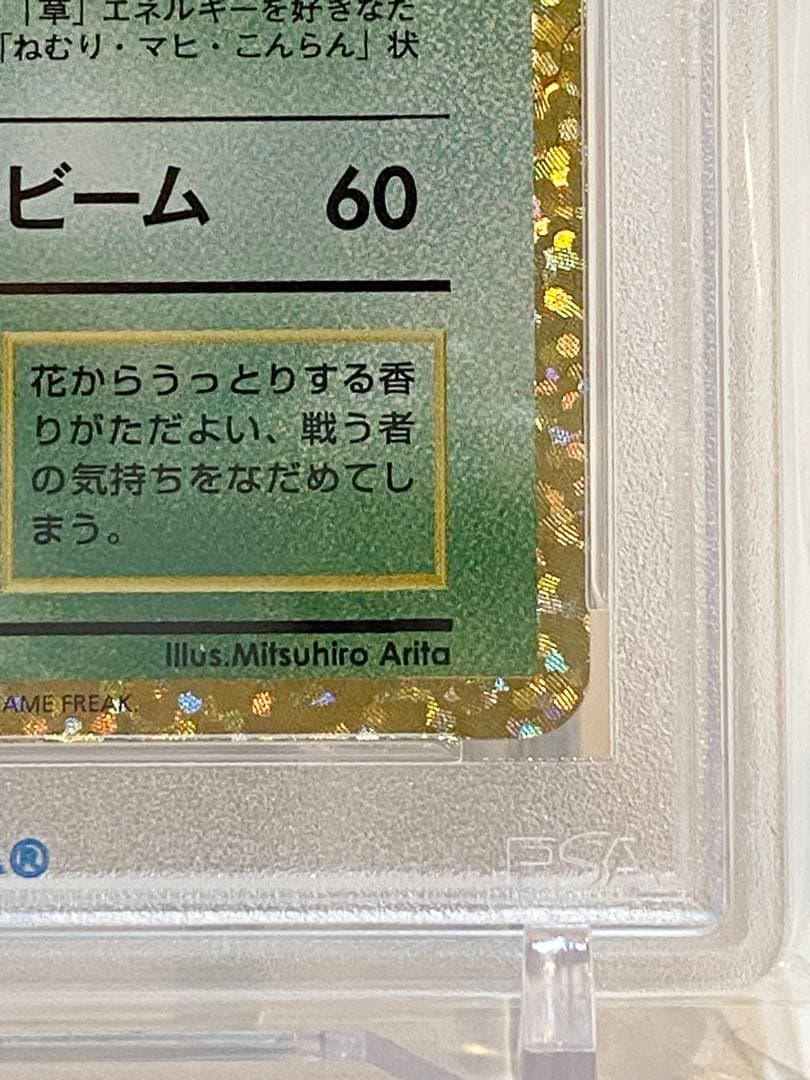 「草」エネルギーを好きなだ
「ねむり・マヒ・こんらん」状
ビーム 60
花からうっとりする香
りがただよい、戦う者
の気持ちをなだめてし
まう。
Illus.Mitsuhiro Arita
AME FREAK.
®
PSA